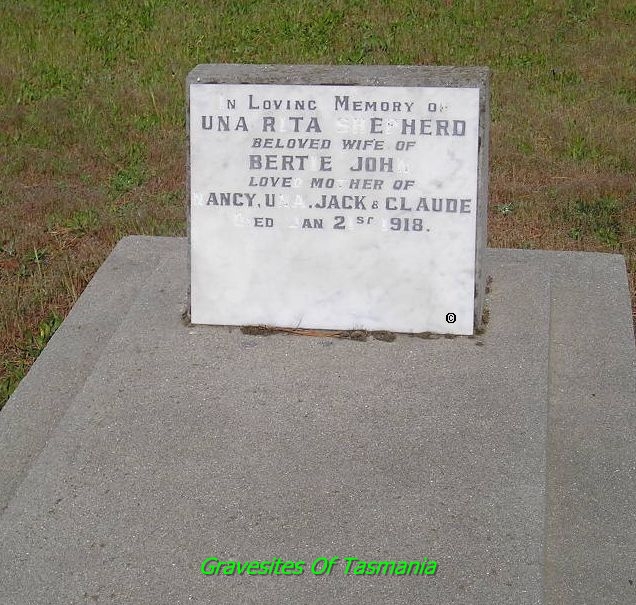 In Loving Memory of
UNA RITA SHEPHERD
BELOVED WIFE OF
BERTIE JOHN
LOVED MOTHER OF
NANCY, UNA, JACK & CLAUDE
DIED JAN 21ST 1918.
©
Gravesites Of Tasmania